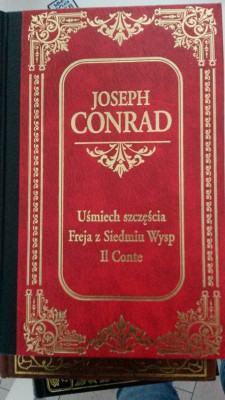 JOSEPH
CONRAD
Uśmiech szczęścia
Freja z Siedmiu Wysp
Il Conte